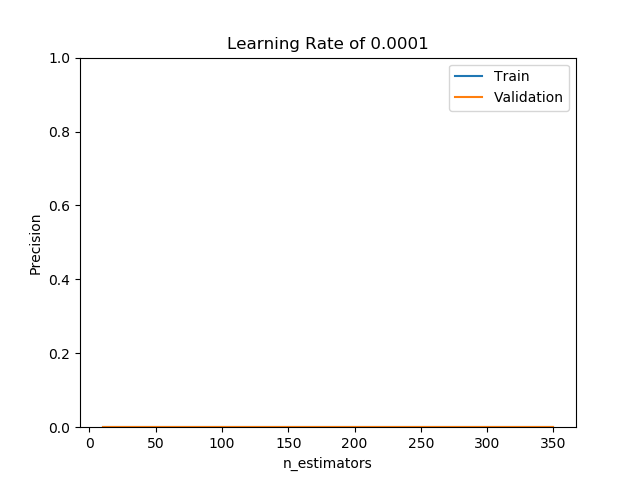 Learning Rate of 0.0001
1.0
0.8
0.6
0.4
0.2
0.0
Precision
Train
Validation
0 50 100 150 200 250 300 350
n_estimators